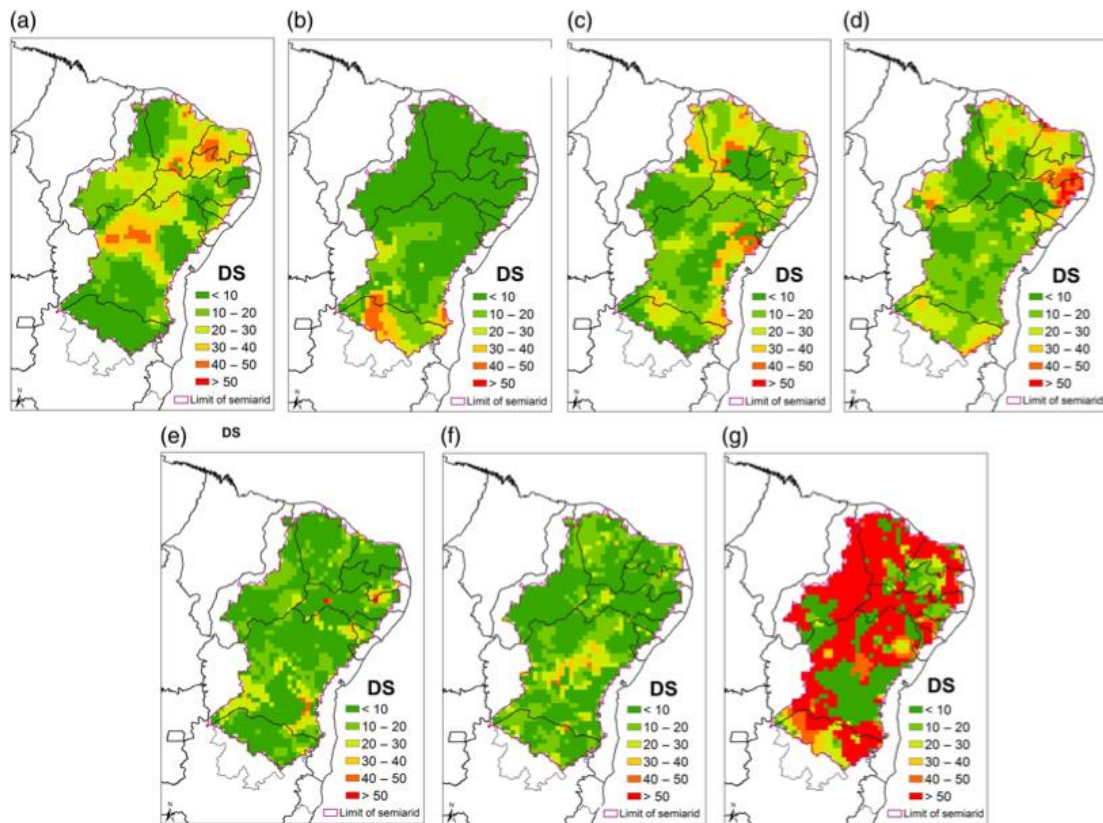 (a)
(b)
(c)
(d)
DS
< 10
10 – 20
20 – 30
30 – 40
40 – 50
> 50
Limit of semiarid
N
DS
< 10
10 – 20
20 – 30
30 – 40
40 – 50
> 50
Limit of semiarid
N
DS
< 10
10 – 20
20 – 30
30 – 40
40 – 50
> 50
Limit of semiarid
N
DS
< 10
10 – 20
20 – 30
30 – 40
40 – 50
> 50
Limit of semiarid
N
(e)
DS
(f)
(g)
DS
< 10
10 – 20
20 – 30
30 – 40
40 – 50
> 50
Limit of semiarid
N
DS
< 10
10 – 20
20 – 30
30 – 40
40 – 50
> 50
Limit of semiarid
N
DS
< 10
10 – 20
20 – 30
30 – 40
40 – 50
> 50
Limit of semiarid
N